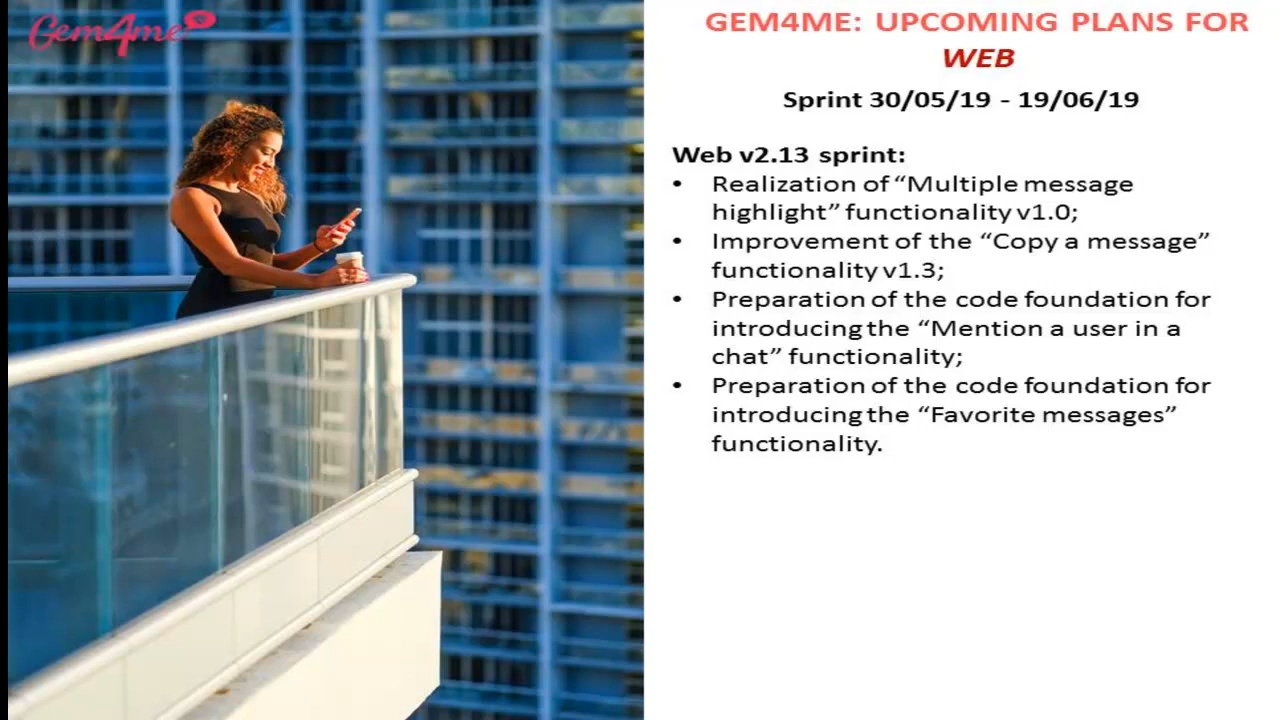 Gem4me
GEM4ME: UPCOMING PLANS FOR
WEB
Sprint 30/05/19 - 19/06/19
Web v2.13 sprint:
• Realization of “Multiple message
highlight” functionality v1.0;
• Improvement of the “Copy a message”
functionality v1.3;
• Preparation of the code foundation for
introducing the “Mention a user in a
chat” functionality;
• Preparation of the code foundation for
introducing the “Favorite messages”
functionality.